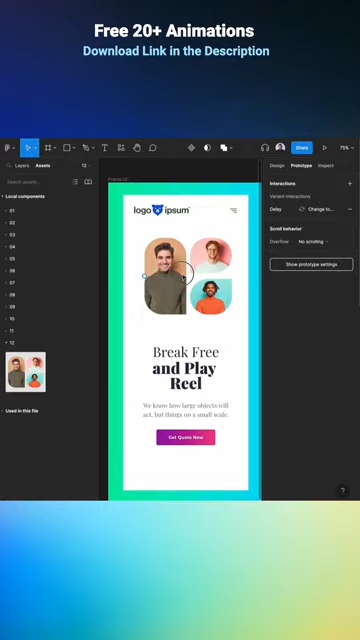 Free 20+ Animations
Download Link in the Description
Share
75%
Layers
Assets
12
Search assets...
Local components
01
02
03
04
05
06
07
08
09
10
11
12
Used in this file
Frame 12
logo ipsum
Break Free
and Play
Reel
We know how large objects will
act, but things on a small scale.
Get Quote Now
Design
Prototype
Inspect
Interactions
Variant interactions
Delay
Change to...
Scroll behavior
Overflow
No scrolling
Show prototype settings
?